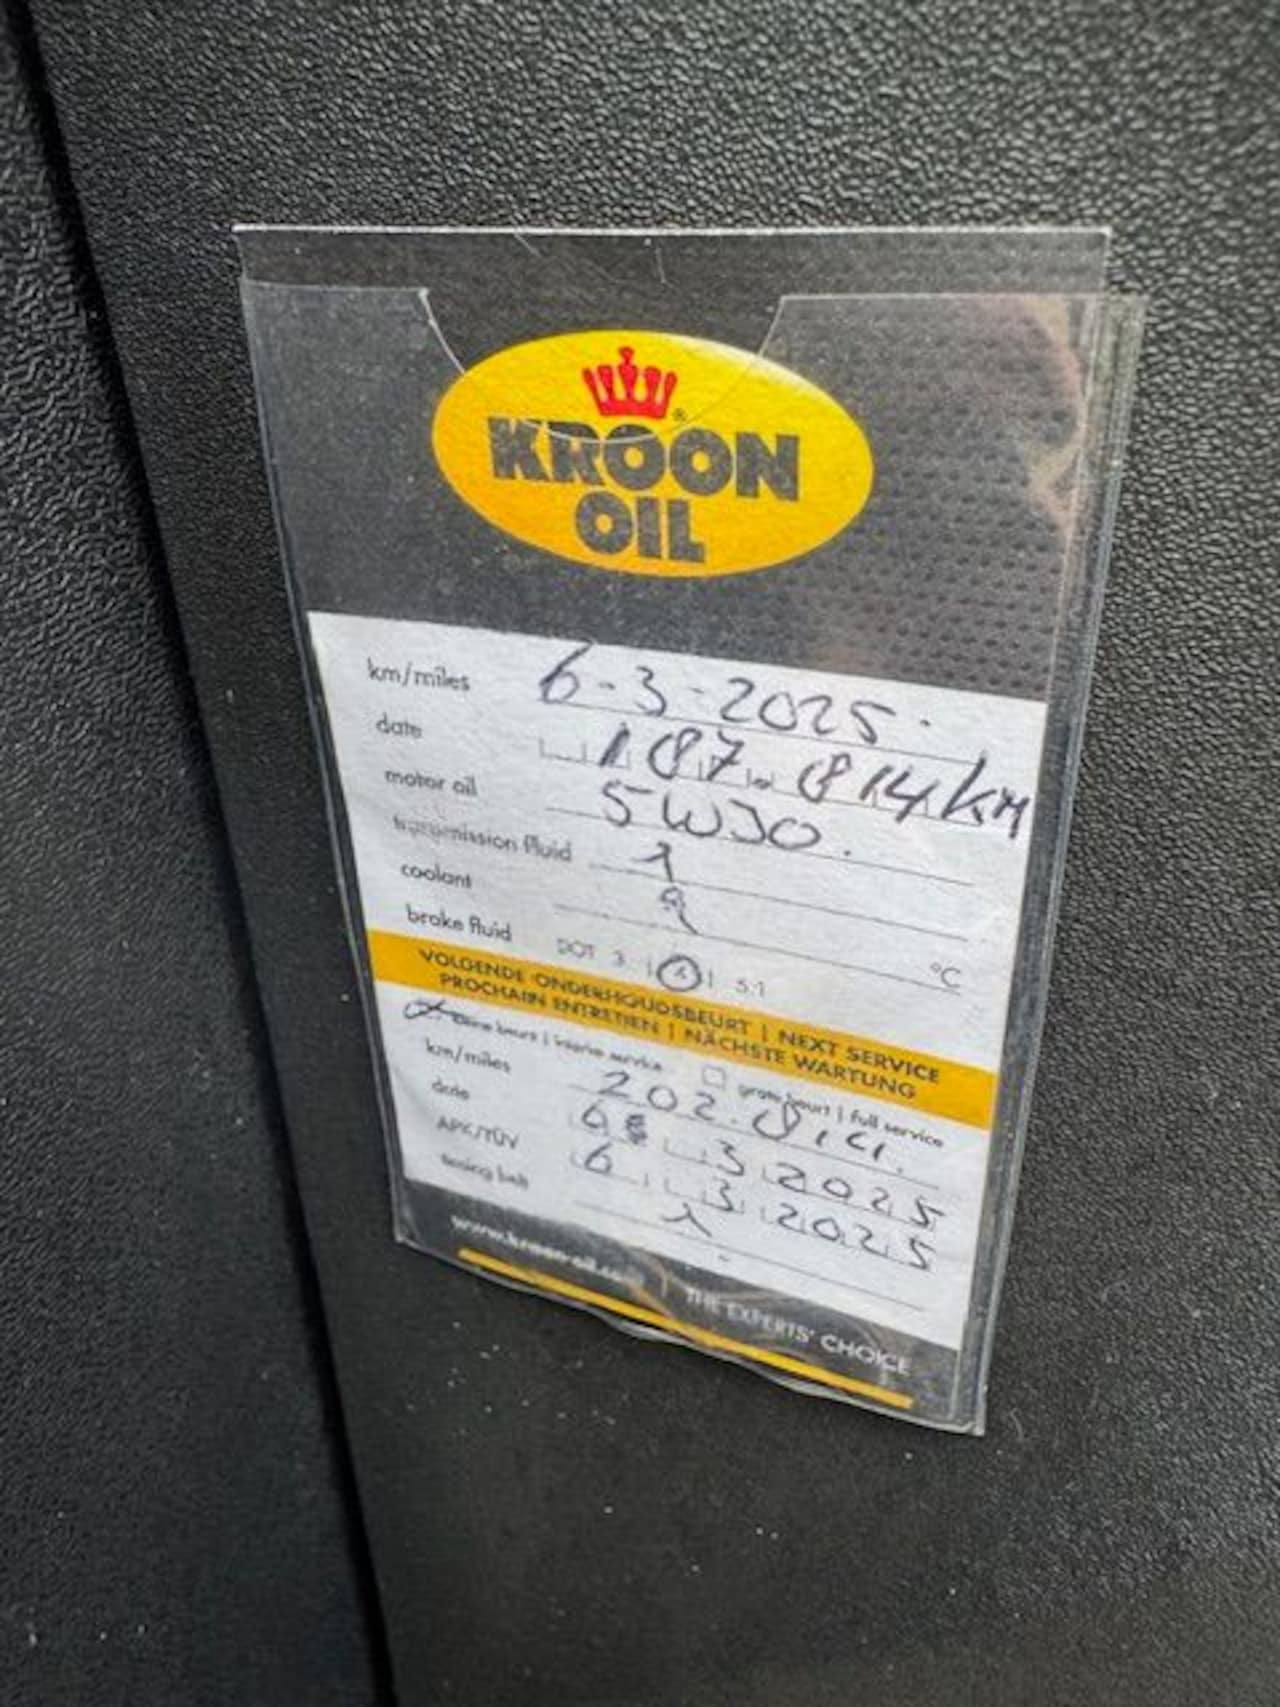 KROON
OIL
km/miles 6-3-2025.
date 187.814km
motor oil 5W30.
transmission fluid
coolant °C
brake fluid DOT 3 | 4 | 5.1
VOLGENDE ONDERHOUDSBEURT | NEXT SERVICE
PROCHAIN ENTRETIEN | NÄCHSTE WARTUNG
kleine beurt | interim service grote beurt | full service
km/miles 202.814.
date 6 3 2025
APK/TÜV 6 3 2025
timing belt
www.kroon-oil.com | THE EXPERTS' CHOICE